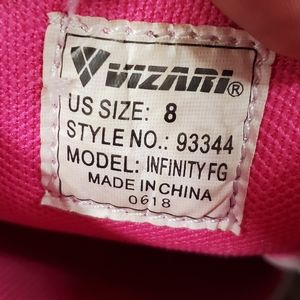 VIZARI®
US SIZE: 8
STYLE NO.: 93344
MODEL: INFINITY FG
MADE IN CHINA
0618